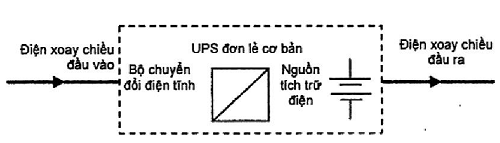 Điện xoay chiều
đầu vào
UPS đơn lẻ cơ bản
Bộ chuyển
đổi điện tĩnh
Nguồn
tích trữ
điện
Điện xoay chiều
đầu ra